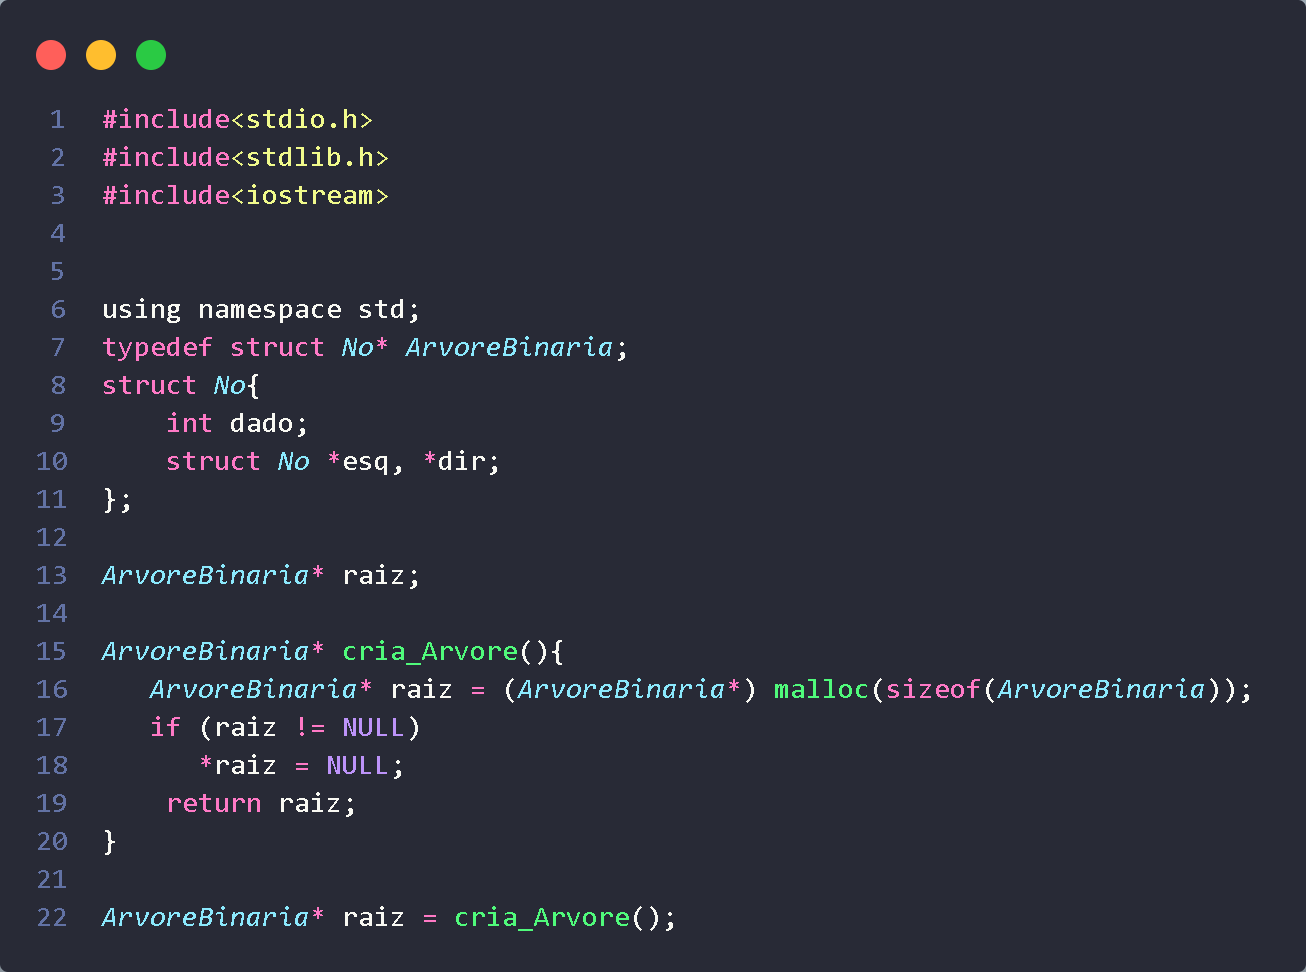 1 #include<stdio.h>
2 #include<stdlib.h>
3 #include<iostream>
4
5
6 using namespace std;
7 typedef struct No* ArvoreBinaria;
8 struct No{
9     int dado;
10     struct No *esq, *dir;
11 };
12
13 ArvoreBinaria* raiz;
14
15 ArvoreBinaria* cria_Arvore(){
16    ArvoreBinaria* raiz = (ArvoreBinaria*) malloc(sizeof(ArvoreBinaria));
17    if (raiz != NULL)
18       *raiz = NULL;
19     return raiz;
20 }
21
22 ArvoreBinaria* raiz = cria_Arvore();